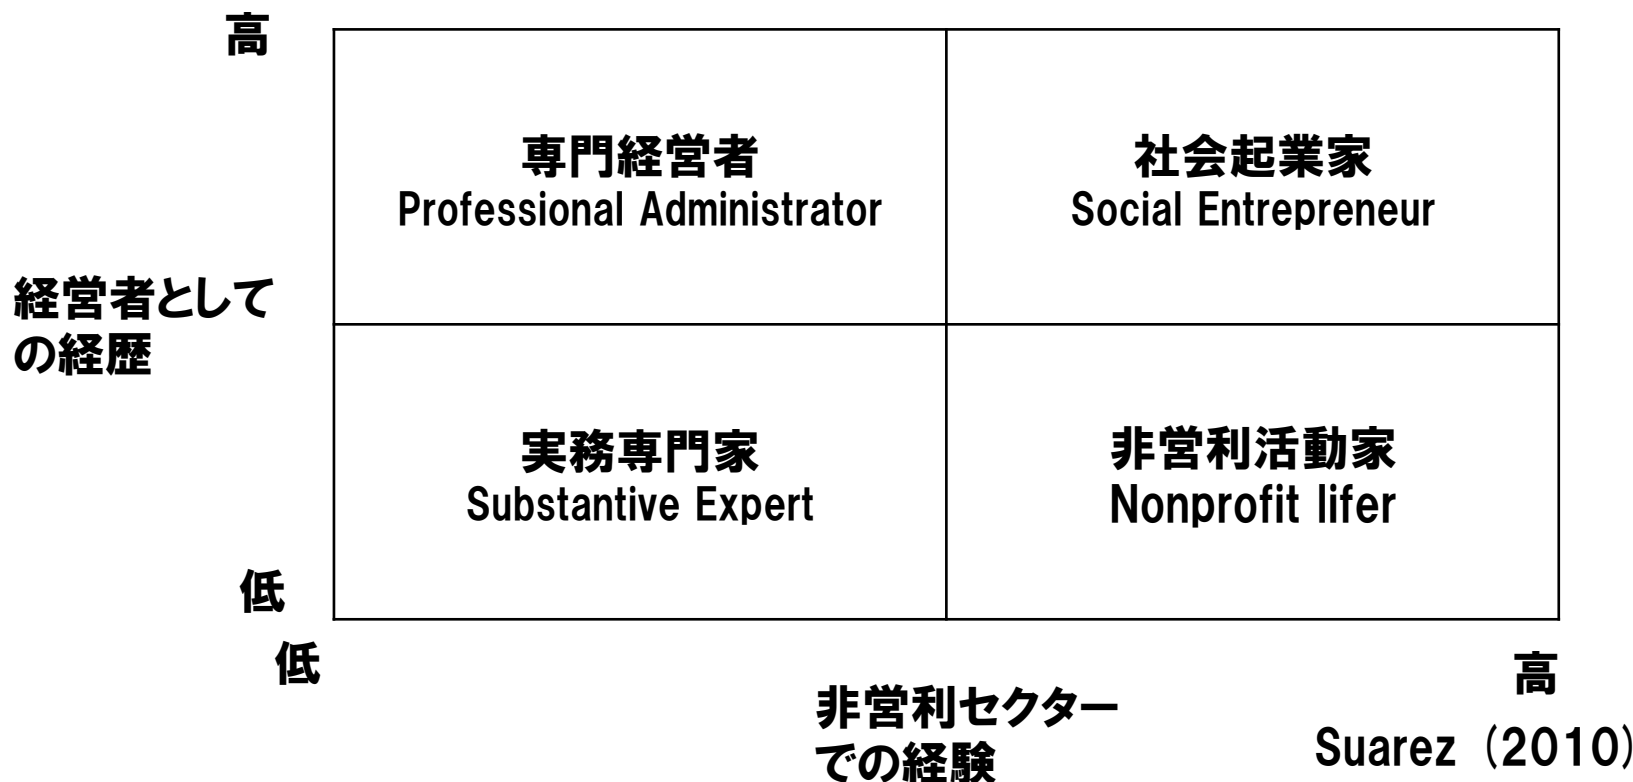 高
専門経営者
Professional Administrator
社会起業家
Social Entrepreneur
経営者として
の経歴
実務専門家
Substantive Expert
非営利活動家
Nonprofit lifer
低
低
高
非営利セクター
での経験
Suarez (2010)